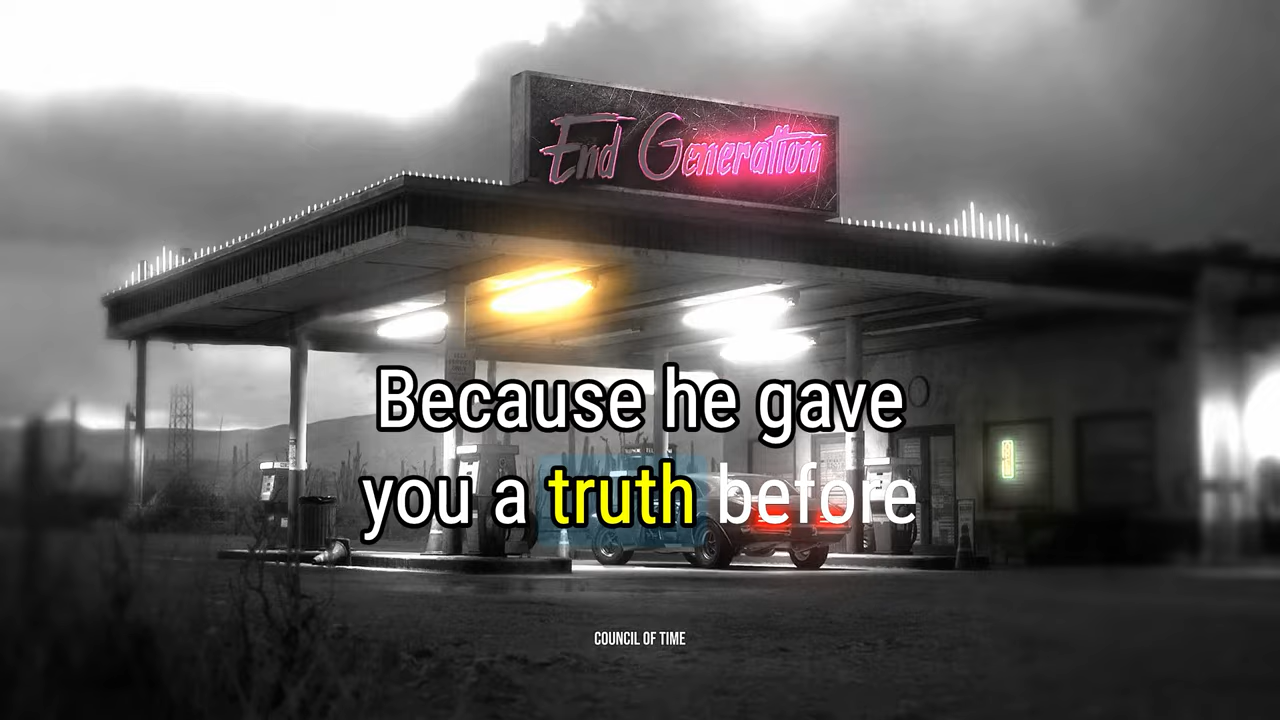 End Generation
Because he gave
you a truth before
COUNCIL OF TIME